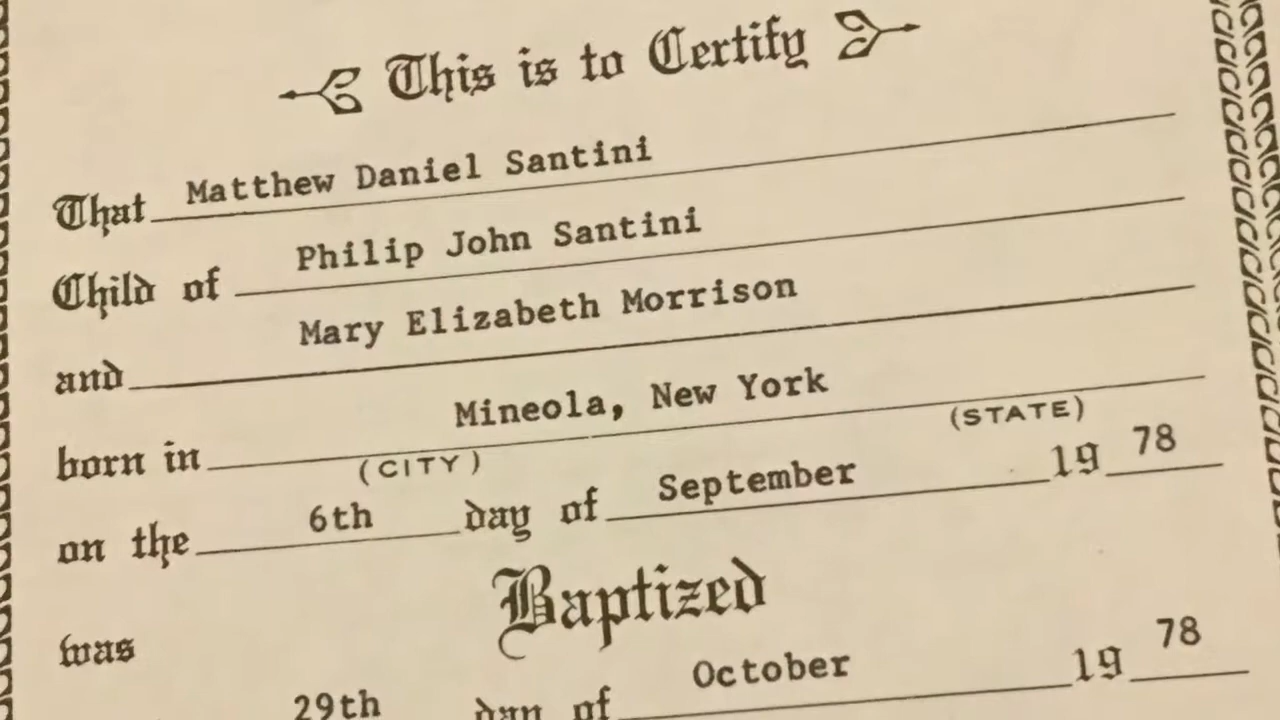 This is to Certify
That Matthew Daniel Santini
Child of Philip John Santini
and Mary Elizabeth Morrison
born in Mineola, New York
(CITY) (STATE)
on the 6th day of September 19 78
was Baptized
29th day of October 19 78